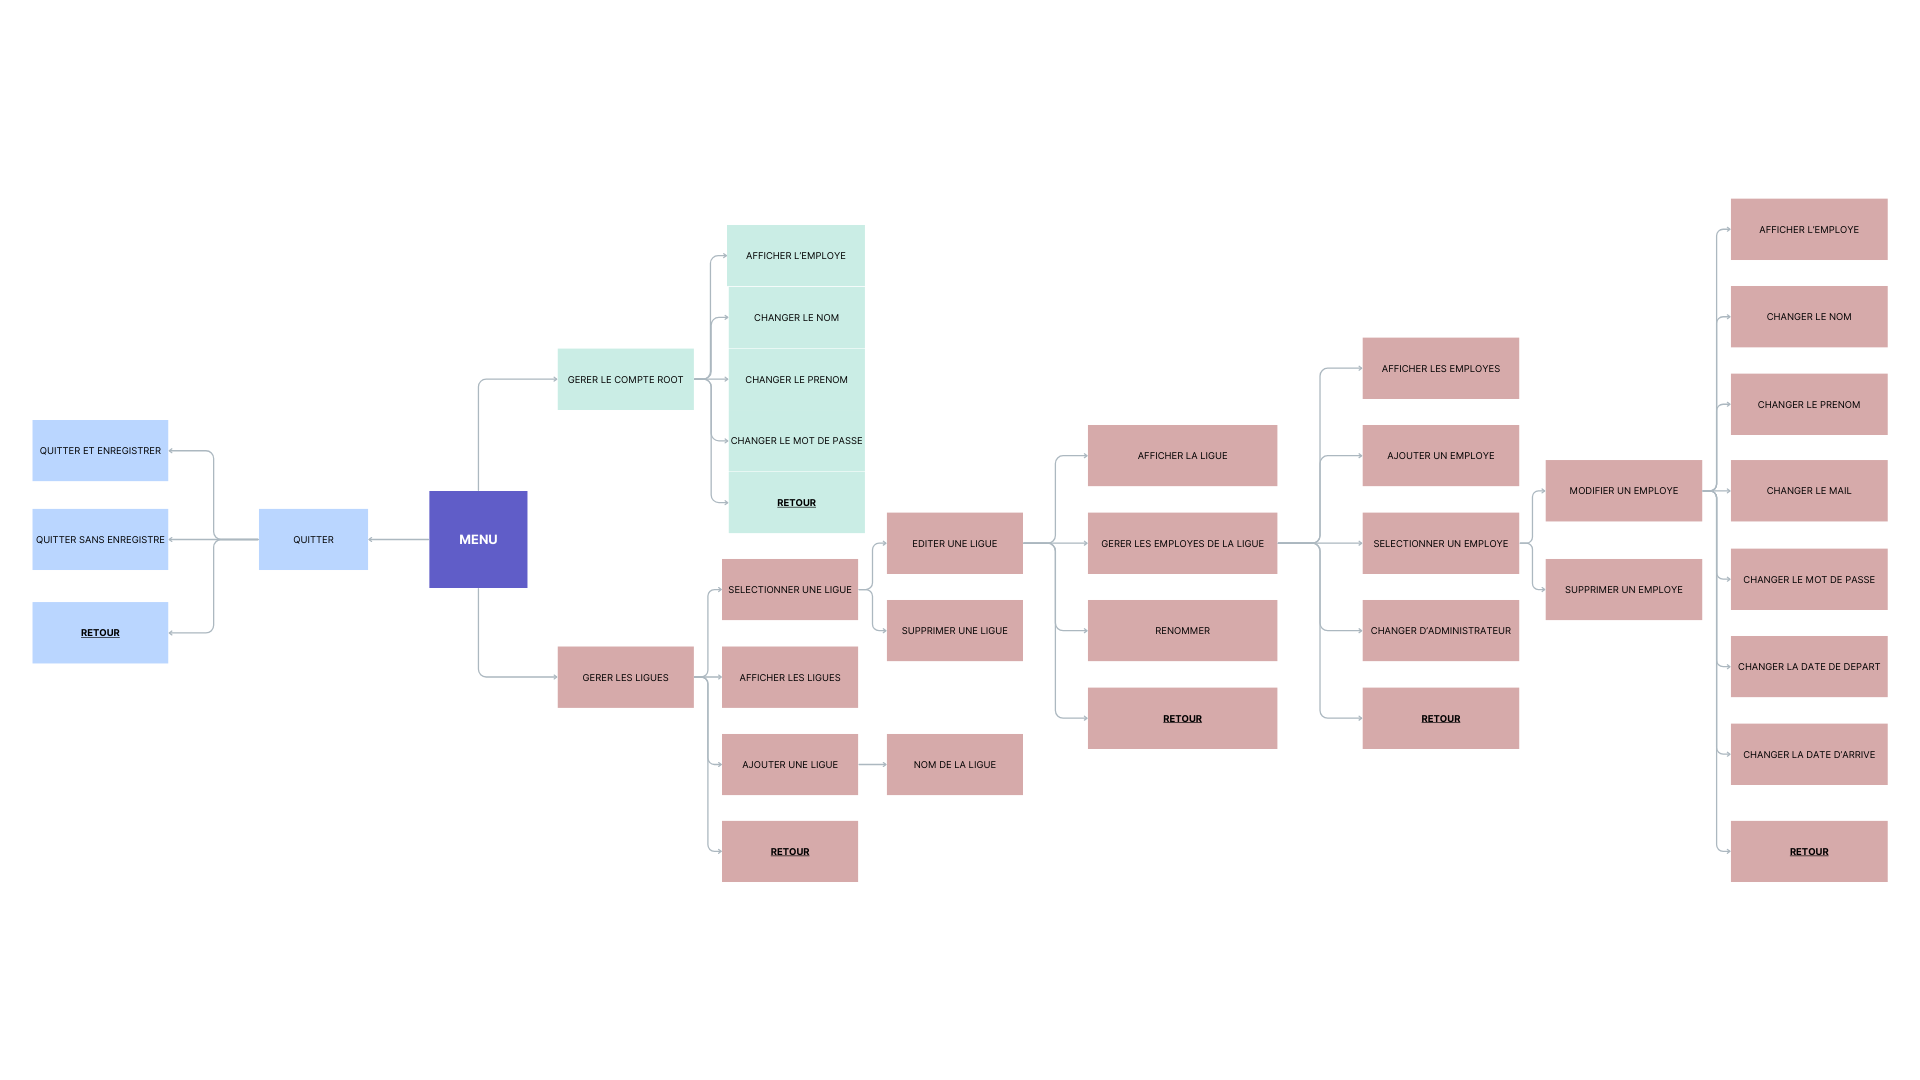 QUITTER ET ENREGISTRER
QUITTER SANS ENREGISTRE
RETOUR
QUITTER
MENU
GERER LE COMPTE ROOT
AFFICHER L'EMPLOYE
CHANGER LE NOM
CHANGER LE PRENOM
CHANGER LE MOT DE PASSE
RETOUR
GERER LES LIGUES
SELECTIONNER UNE LIGUE
AFFICHER LES LIGUES
AJOUTER UNE LIGUE
RETOUR
EDITER UNE LIGUE
SUPPRIMER UNE LIGUE
NOM DE LA LIGUE
AFFICHER LA LIGUE
GERER LES EMPLOYES DE LA LIGUE
RENOMMER
RETOUR
AFFICHER LES EMPLOYES
AJOUTER UN EMPLOYE
SELECTIONNER UN EMPLOYE
CHANGER D'ADMINISTRATEUR
RETOUR
MODIFIER UN EMPLOYE
SUPPRIMER UN EMPLOYE
AFFICHER L'EMPLOYE
CHANGER LE NOM
CHANGER LE PRENOM
CHANGER LE MAIL
CHANGER LE MOT DE PASSE
CHANGER LA DATE DE DEPART
CHANGER LA DATE D'ARRIVE
RETOUR